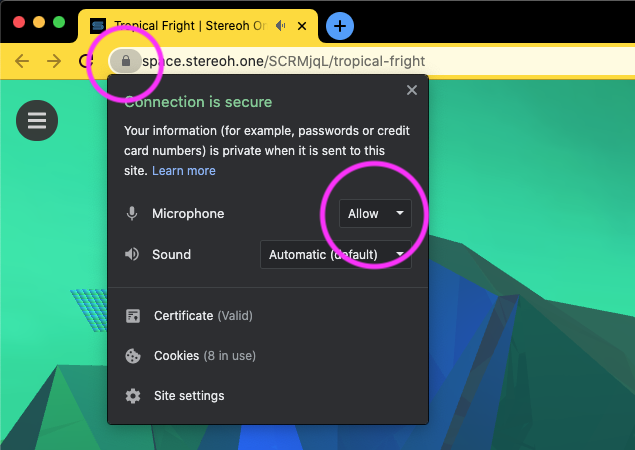 Tropical Fright | Stereoh On
space.stereoh.one/SCRMjqL/tropical-fright
Connection is secure
Your information (for example, passwords or credit
card numbers) is private when it is sent to this
site. Learn more
Microphone
Allow
Sound
Automatic (default)
Certificate (Valid)
Cookies (8 in use)
Site settings